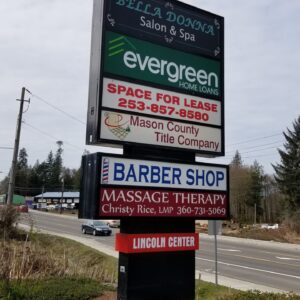 BELLA DONNA
Salon & Spa
evergreen
HOME LOANS
SPACE FOR LEASE
253-857-8580
Mason County
Title Company
BARBER SHOP
MASSAGE THERAPY
Christy Rice, LMP 360-731-5069
LINCOLN CENTER